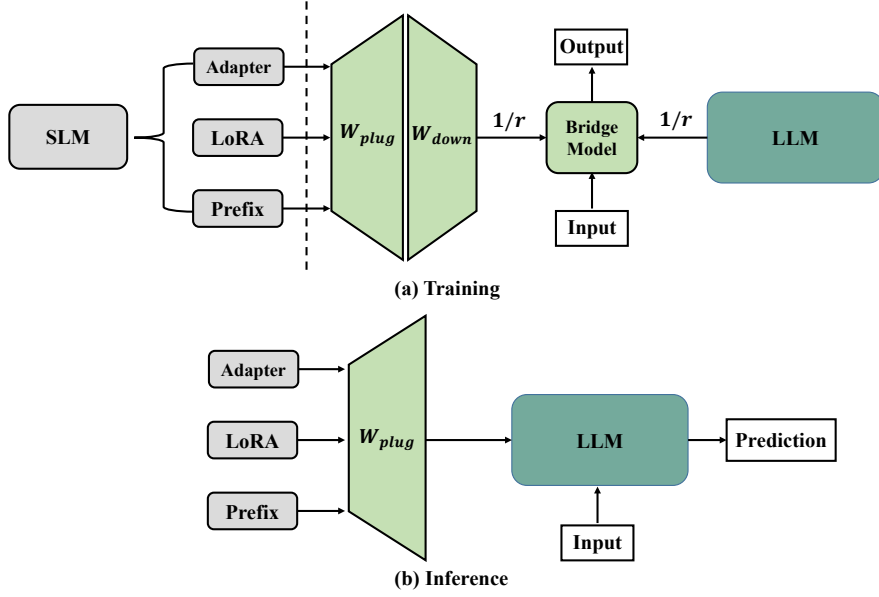 Output
Adapter
SLM
LoRA
W_plug
W_down
1/r
Bridge
Model
1/r
LLM
Prefix
Input
(a) Training
Adapter
LoRA
W_plug
LLM
Prediction
Prefix
Input
(b) Inference